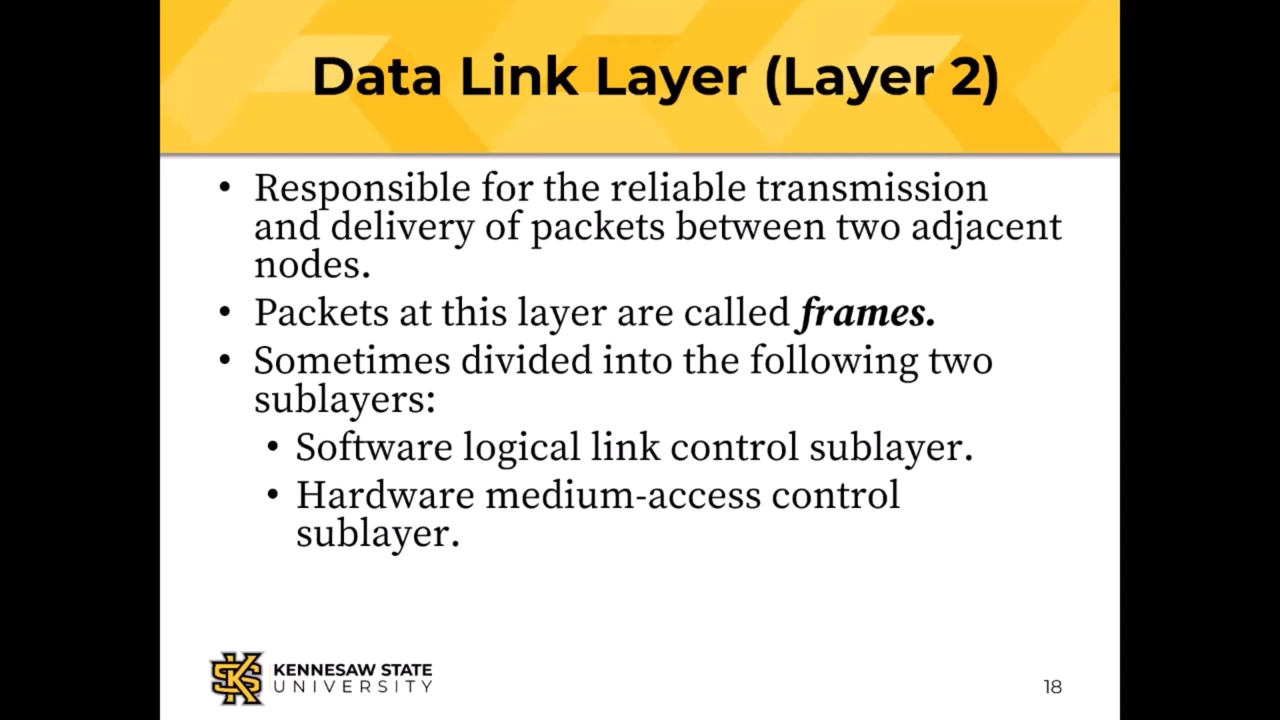 Data Link Layer (Layer 2)
• Responsible for the reliable transmission
and delivery of packets between two adjacent
nodes.
• Packets at this layer are called frames.
• Sometimes divided into the following two
sublayers:
• Software logical link control sublayer.
• Hardware medium-access control
sublayer.
KENNESAW STATE
UNIVERSITY
18